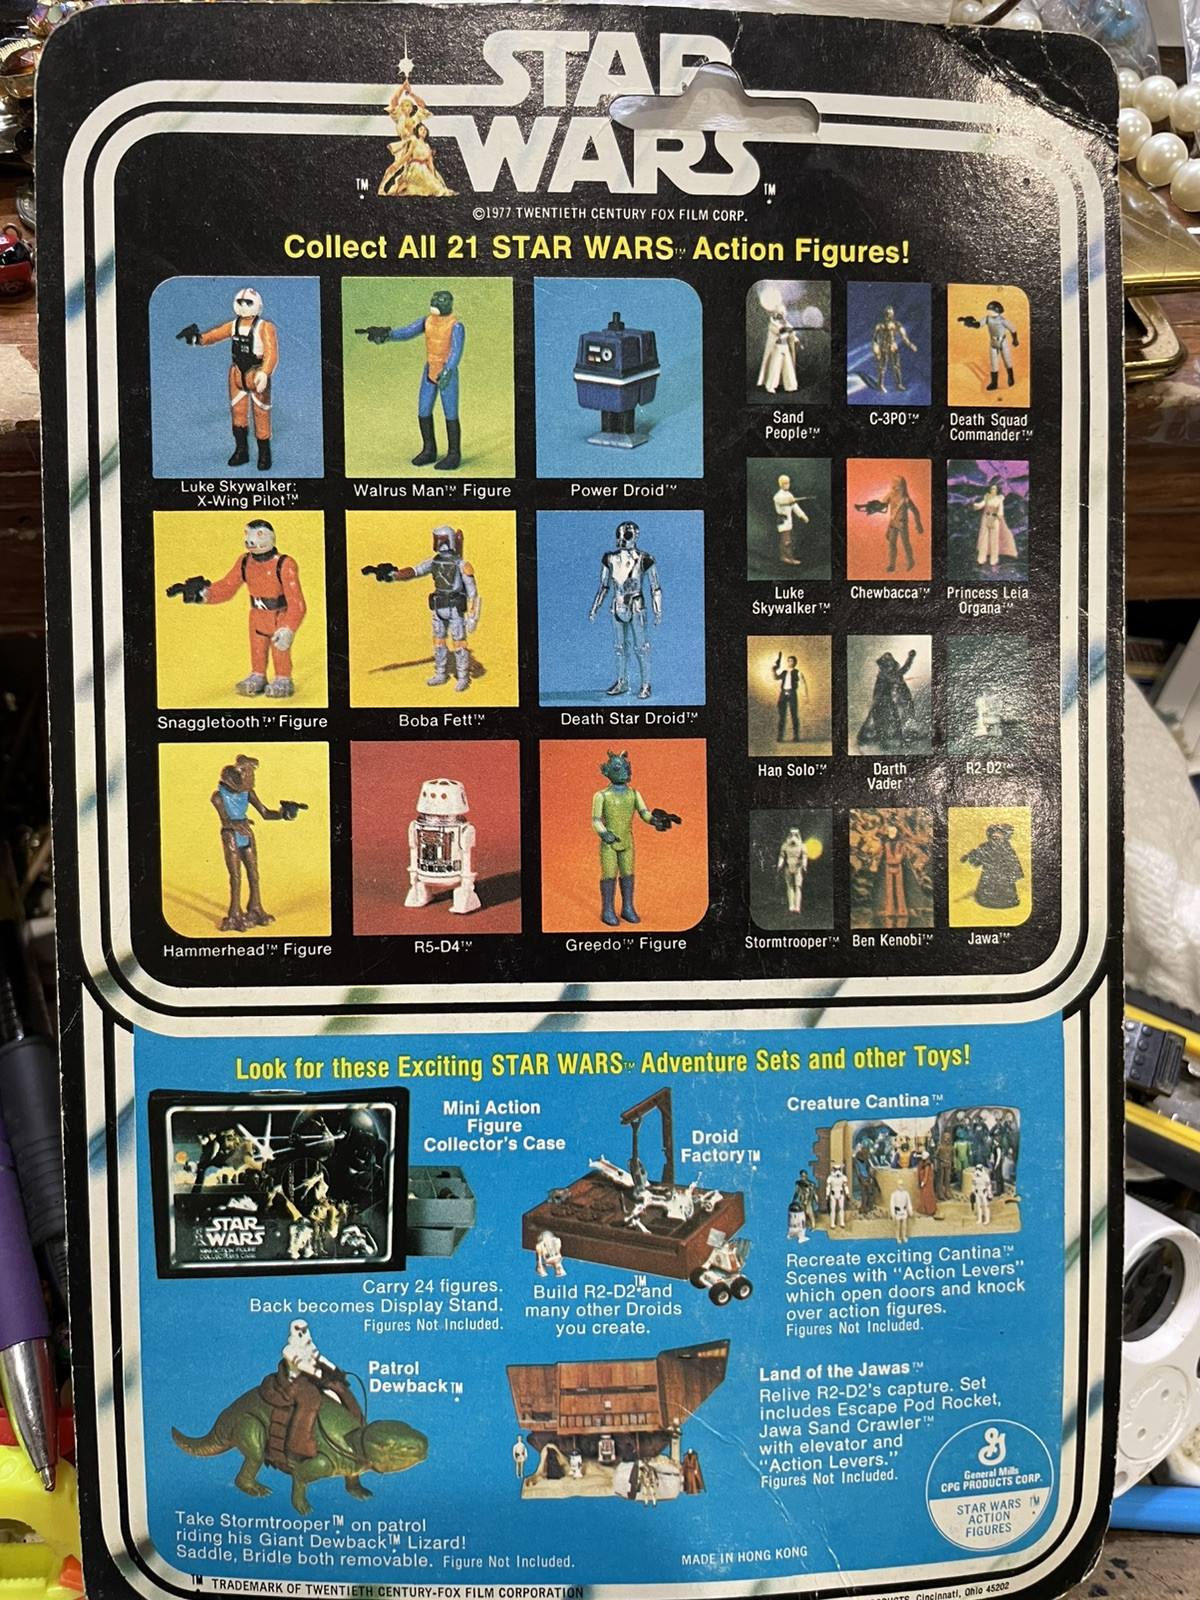 STAR
WARS
TM
TM
©1977 TWENTIETH CENTURY FOX FILM CORP.
Collect All 21 STAR WARS™ Action Figures!
Luke Skywalker:
X-Wing Pilot™
Walrus Man™ Figure
Power Droid™
Snaggletooth™ Figure
Boba Fett™
Death Star Droid™
Hammerhead™ Figure
R5-D4™
Greedo™ Figure
Sand
People™
C-3PO™
Death Squad
Commander™
Luke
Skywalker™
Chewbacca™
Princess Leia
Organa™
Han Solo™
Darth
Vader™
R2-D2™
Stormtrooper™
Ben Kenobi™
Jawa™
Look for these Exciting STAR WARS™ Adventure Sets and other Toys!
Mini Action
Figure
Collector's Case
STAR
WARS
MINI-ACTION FIGURE
COLLECTOR'S CASE
Carry 24 figures.
Back becomes Display Stand.
Figures Not Included.
Droid
Factory™
Build R2-D2™ and
many other Droids
you create.
Creature Cantina™
Recreate exciting Cantina™
Scenes with "Action Levers"
which open doors and knock
over action figures.
Figures Not Included.
Patrol
Dewback™
Take Stormtrooper™ on patrol
riding his Giant Dewback™ Lizard!
Saddle, Bridle both removable. Figure Not Included.
Land of the Jawas™
Relive R2-D2's capture. Set
includes Escape Pod Rocket,
Jawa Sand Crawler™
with elevator and
"Action Levers."
Figures Not Included.
General Mills
CPG PRODUCTS CORP.
STAR WARS™
ACTION
FIGURES
MADE IN HONG KONG
TM TRADEMARK OF TWENTIETH CENTURY-FOX FILM CORPORATION
Cincinnati, Ohio 45202